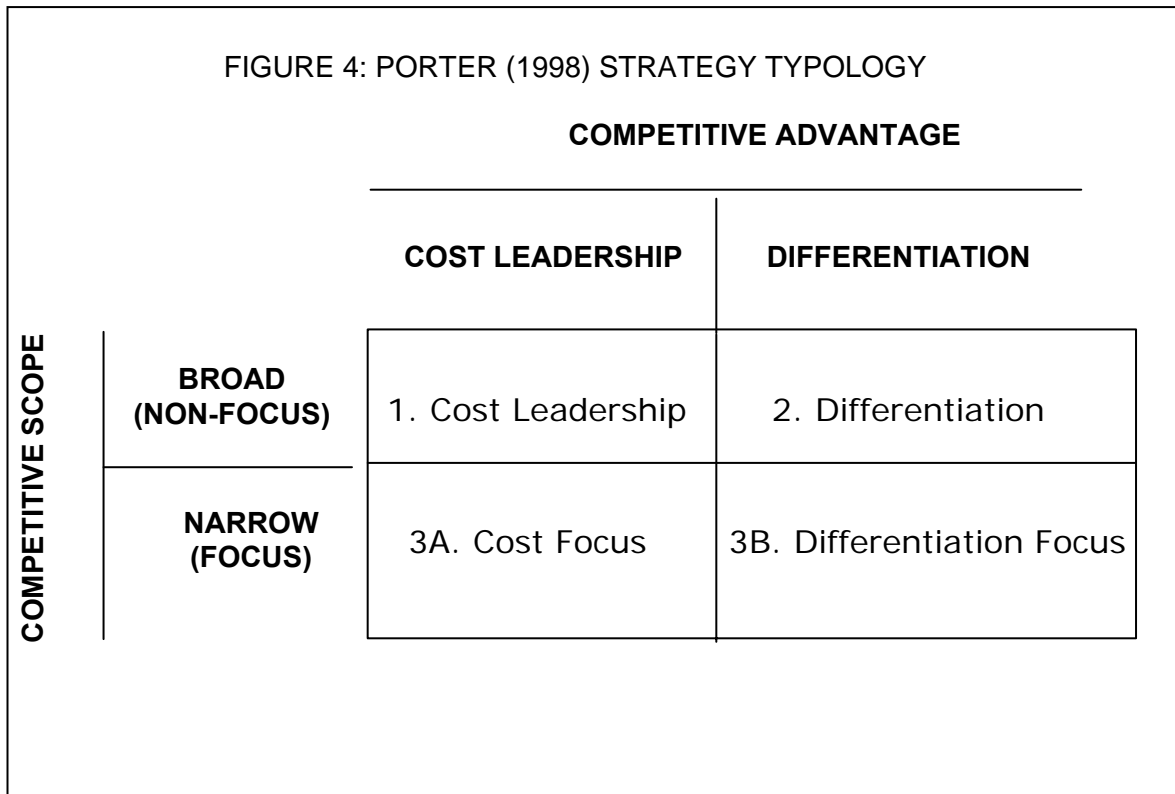 FIGURE 4: PORTER (1998) STRATEGY TYPOLOGY
COMPETITIVE ADVANTAGE
COST LEADERSHIP
DIFFERENTIATION
COMPETITIVE SCOPE
BROAD
(NON-FOCUS)
1. Cost Leadership
2. Differentiation
NARROW
(FOCUS)
3A. Cost Focus
3B. Differentiation Focus